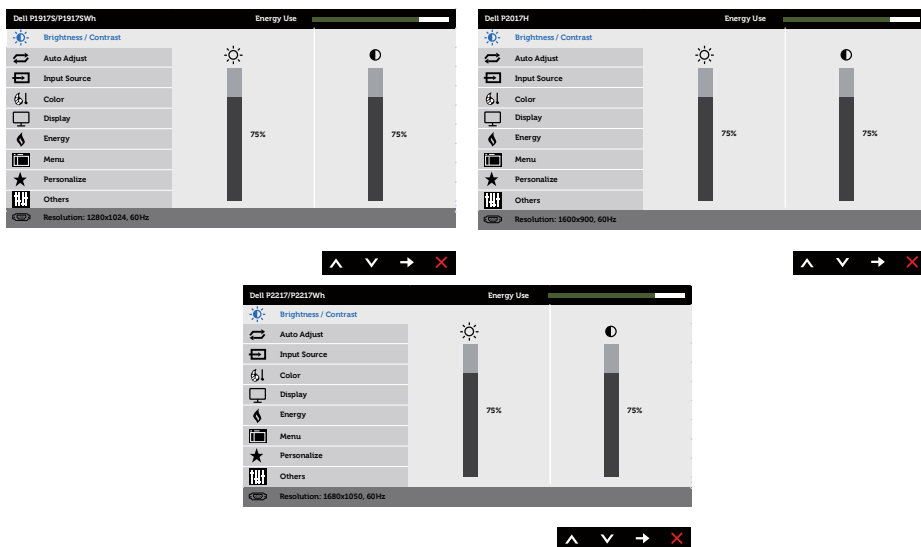 Dell P1917S/P1917SWh Energy Use
Brightness / Contrast
Auto Adjust
Input Source
Color
Display
Energy
Menu
Personalize
Others
75% 75%
Resolution: 1280x1024, 60Hz
Dell P2017H Energy Use
Brightness / Contrast
Auto Adjust
Input Source
Color
Display
Energy
Menu
Personalize
Others
75% 75%
Resolution: 1600x900, 60Hz
Dell P2217/P2217Wh Energy Use
Brightness / Contrast
Auto Adjust
Input Source
Color
Display
Energy
Menu
Personalize
Others
75% 75%
Resolution: 1680x1050, 60Hz